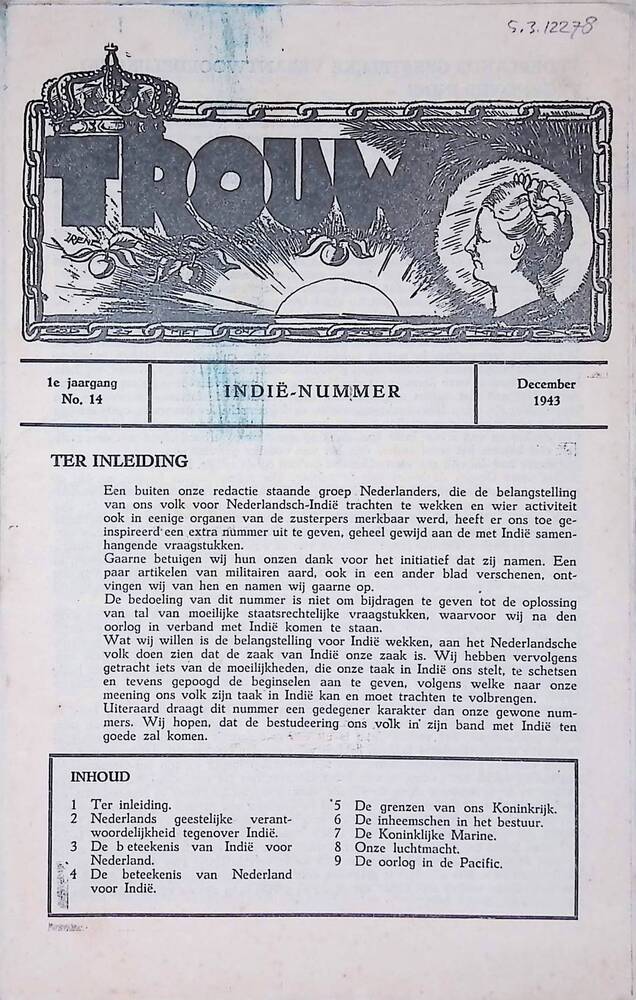 S.3.12278
TROUW
IRENE
1e jaargang
No. 14
INDIË-NUMMER
December
1943
TER INLEIDING
Een buiten onze redactie staande groep Nederlanders, die de belangstelling
van ons volk voor Nederlandsch-Indië trachten te wekken en wier activiteit
ook in eenige organen van de zusterpers merkbaar werd, heeft er ons toe ge-
inspireerd een extra nummer uit te geven, geheel gewijd aan de met Indië samen-
hangende vraagstukken.
Gaarne betuigen wij hun onzen dank voor het initiatief dat zij namen. Een
paar artikelen van militairen aard, ook in een ander blad verschenen, ont-
vingen wij van hen en namen wij gaarne op.
De bedoeling van dit nummer is niet om bijdragen te geven tot de oplossing
van tal van moeilijke staatsrechtelijke vraagstukken, waarvoor wij na den
oorlog in verband met Indië komen te staan.
Wat wij willen is de belangstelling voor Indië wekken, aan het Nederlandsche
volk doen zien dat de zaak van Indië onze zaak is. Wij hebben vervolgens
getracht iets van de moeilijkheden, die onze taak in Indië ons stelt, te schetsen
en tevens gepoogd de beginselen aan te geven, volgens welke naar onze
meening ons volk zijn taak in Indië kan en moet trachten te volbrengen.
Uiteraard draagt dit nummer een gedegener karakter dan onze gewone num-
mers. Wij hopen, dat de bestudeering ons volk in zijn band met Indië ten
goede zal komen.
INHOUD
1 Ter inleiding.
2 Nederlands geestelijke verant-
woordelijkheid tegenover Indië.
3 De beteekenis van Indië voor
Nederland.
4 De beteekenis van Nederland
voor Indië.
5 De grenzen van ons Koninkrijk.
6 De inheemschen in het bestuur.
7 De Koninklijke Marine.
8 Onze luchtmacht.
9 De oorlog in de Pacific.